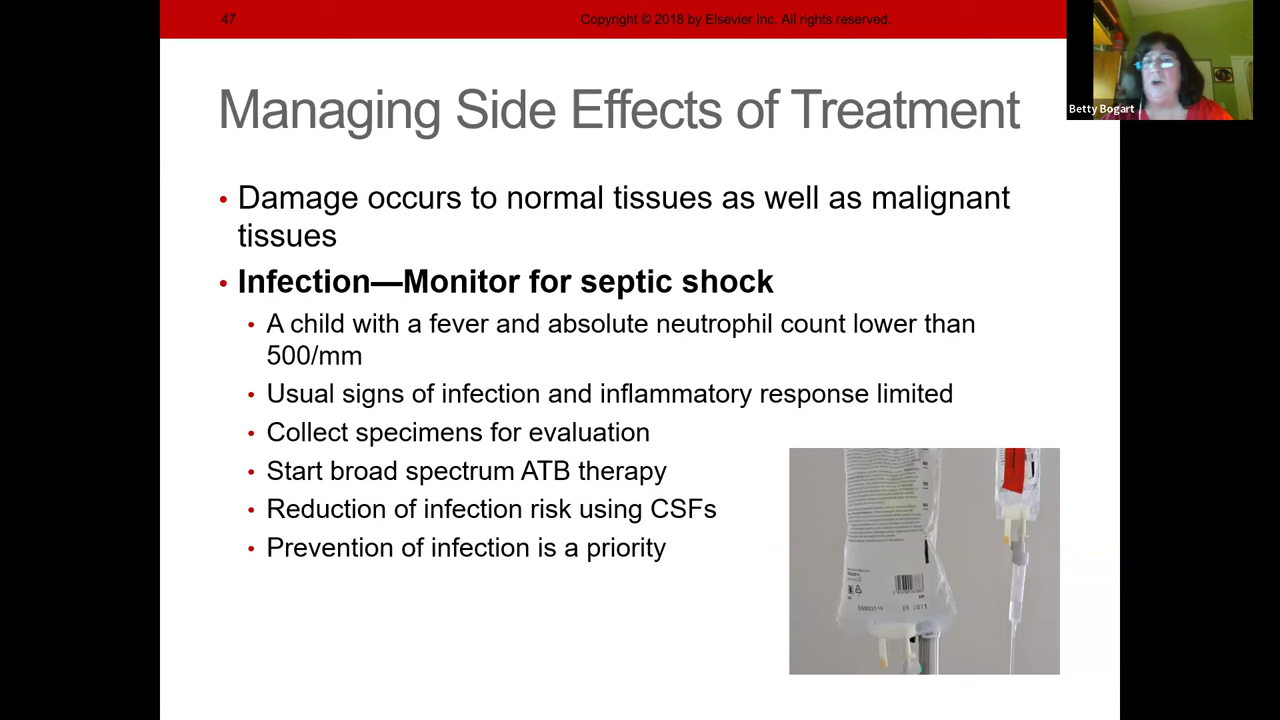 47
Copyright © 2018 by Elsevier Inc. All rights reserved.
Betty Bogart
Managing Side Effects of Treatment
• Damage occurs to normal tissues as well as malignant
tissues
• Infection—Monitor for septic shock
• A child with a fever and absolute neutrophil count lower than
500/mm
• Usual signs of infection and inflammatory response limited
• Collect specimens for evaluation
• Start broad spectrum ATB therapy
• Reduction of infection risk using CSFs
• Prevention of infection is a priority